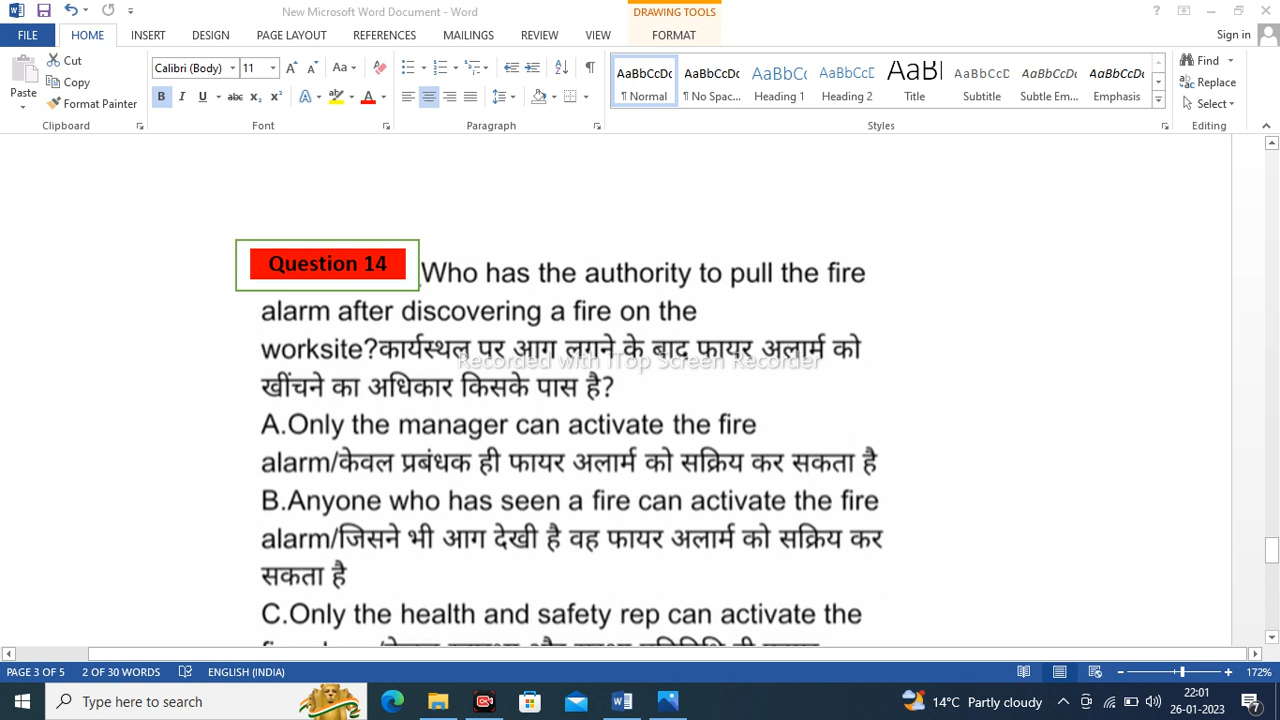 New Microsoft Word Document - Word
DRAWING TOOLS
FILE HOME INSERT DESIGN PAGE LAYOUT REFERENCES MAILINGS REVIEW VIEW FORMAT Sign in
Cut
Copy
Format Painter
Paste
Calibri (Body) 11
AaBbCcDc AaBbCcDc AaBbCc AaBbCcD AaBl AaBbCcD AaBbCcDc AaBbCcDc
¶ Normal ¶ No Spac... Heading 1 Heading 2 Title Subtitle Subtle Em... Emphasis
Find
Replace
Select
Clipboard Font Paragraph Styles Editing
Question 14 Who has the authority to pull the fire
alarm after discovering a fire on the
worksite?कार्यस्थल पर आग लगने के बाद फायर अलार्म को
Recorded with iTop Screen Recorder
खींचने का अधिकार किसके पास है?
A.Only the manager can activate the fire
alarm/केवल प्रबंधक ही फायर अलार्म को सक्रिय कर सकता है
B.Anyone who has seen a fire can activate the fire
alarm/जिसने भी आग देखी है वह फायर अलार्म को सक्रिय कर
सकता है
C.Only the health and safety rep can activate the
PAGE 3 OF 5 2 OF 30 WORDS ENGLISH (INDIA) 172%
Type here to search 14°C Partly cloudy 22:01
26-01-2023 7